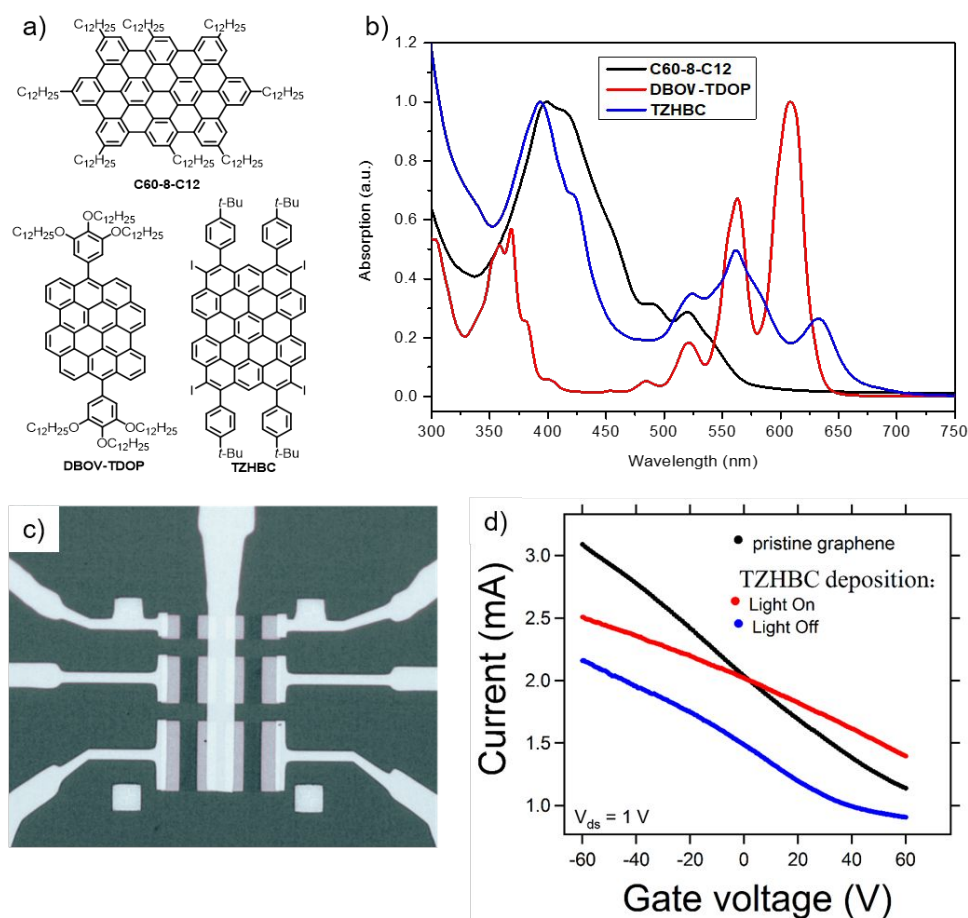 a)
C12H25 C12H25 C12H25
C12H25 C12H25
C12H25 C12H25 C12H25
C60-8-C12
OC12H25
C12H25O OC12H25
t-Bu t-Bu
I I
I I
C12H25O OC12H25
OC12H25
t-Bu t-Bu
DBOV-TDOP
TZHBC
b)
C60-8-C12
DBOV-TDOP
TZHBC
Absorption (a.u.)
1.2
1.0
0.8
0.6
0.4
0.2
0.0
300 350 400 450 500 550 600 650 700 750
Wavelength (nm)
c)
d)
pristine graphene
TZHBC deposition:
Light On
Light Off
Current (mA)
3.0
2.5
2.0
1.5
1.0
Vds = 1 V
-60 -40 -20 0 20 40 60
Gate voltage (V)